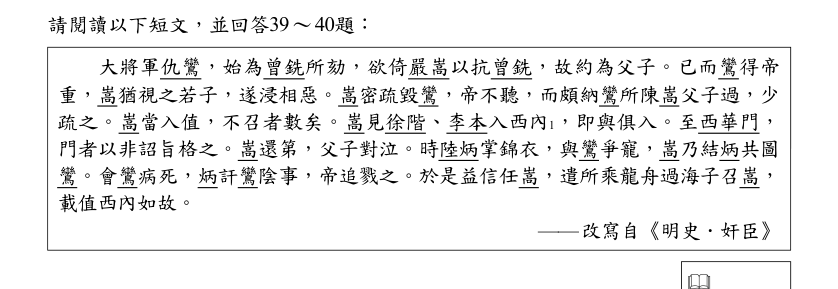 請閱讀以下短文，並回答39～40題：
大將軍仇鸞，始為曾銑所劾，欲倚嚴嵩以抗曾銑，故約為父子。已而鸞得帝
重，嵩猶視之若子，遂浸相惡。嵩密疏毀鸞，帝不聽，而頗納鸞所陳嵩父子過，少
疏之。嵩當入值，不召者數矣。嵩見徐階、李本入西內1，即與俱入。至西華門，
門者以非詔旨格之。嵩還第，父子對泣。時陸炳掌錦衣，與鸞爭寵，嵩乃結炳共圖
鸞。會鸞病死，炳訐鸞陰事，帝追戮之。於是益信任嵩，遣所乘龍舟過海子召嵩，
載值西內如故。
——改寫自《明史．奸臣》